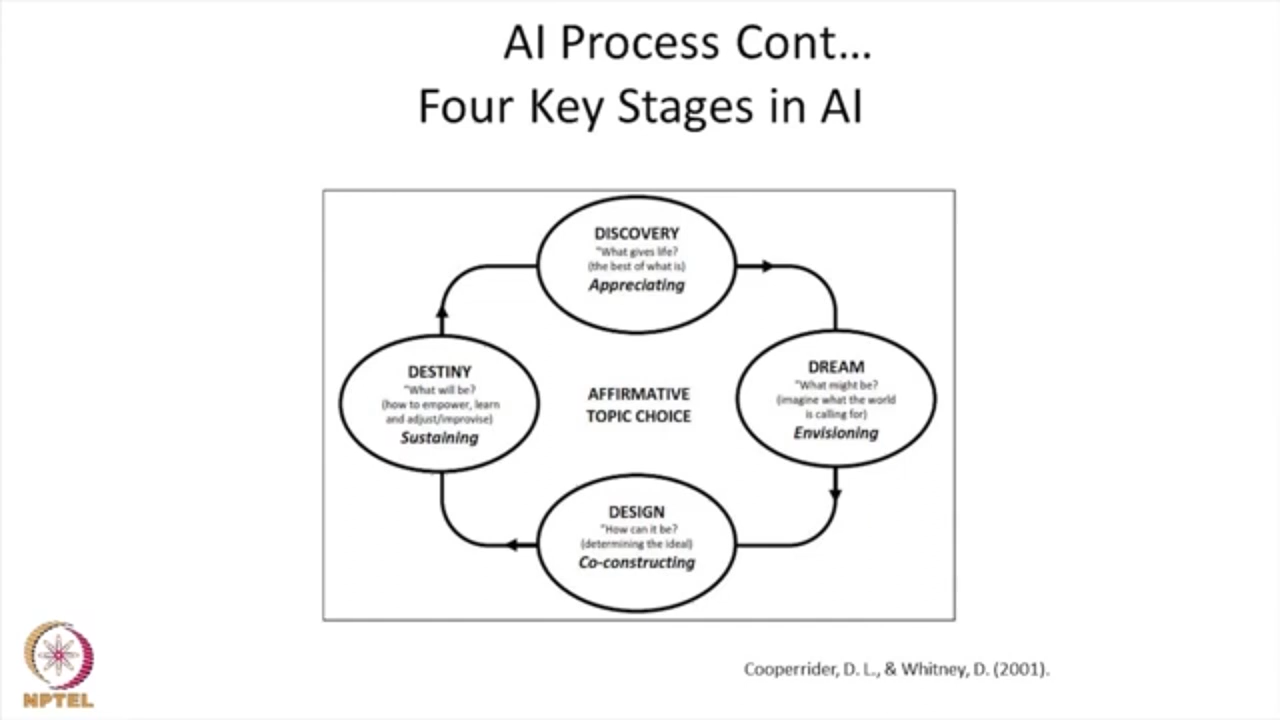 AI Process Cont...
Four Key Stages in AI
DISCOVERY
"What gives life?
(the best of what is)
Appreciating
DREAM
"What might be?
(imagine what the world
is calling for)
Envisioning
DESIGN
"How can it be?
(determining the ideal)
Co-constructing
DESTINY
"What will be?
(how to empower, learn
and adjust/improvise)
Sustaining
AFFIRMATIVE
TOPIC CHOICE
Cooperrider, D. L., & Whitney, D. (2001).
NPTEL